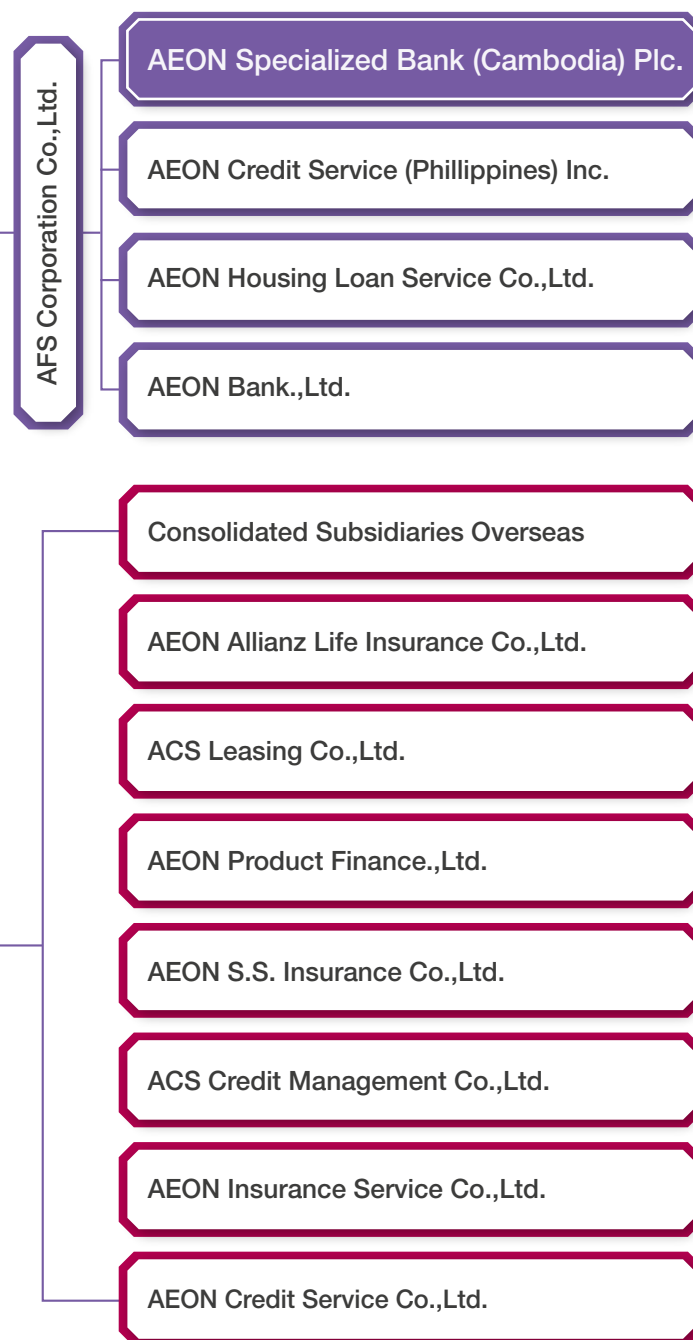 AFS Corporation Co.,Ltd.
AEON Specialized Bank (Cambodia) Plc.
AEON Credit Service (Phillippines) Inc.
AEON Housing Loan Service Co.,Ltd.
AEON Bank.,Ltd.
Consolidated Subsidiaries Overseas
AEON Allianz Life Insurance Co.,Ltd.
ACS Leasing Co.,Ltd.
AEON Product Finance.,Ltd.
AEON S.S. Insurance Co.,Ltd.
ACS Credit Management Co.,Ltd.
AEON Insurance Service Co.,Ltd.
AEON Credit Service Co.,Ltd.